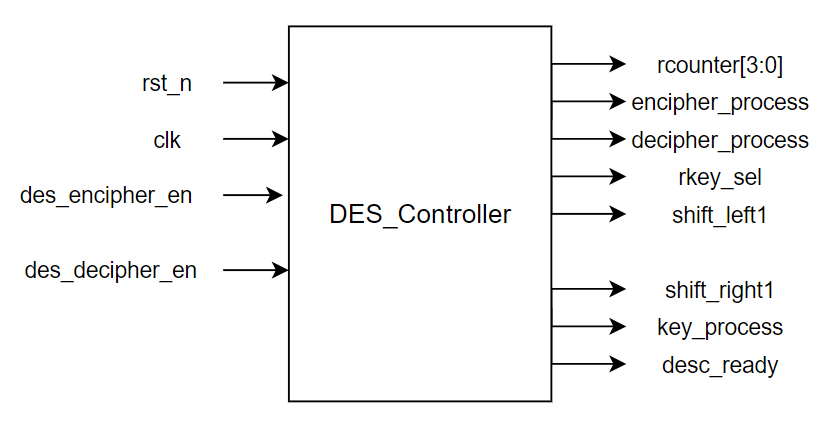 rst_n
clk
des_encipher_en
des_decipher_en
DES_Controller
rcounter[3:0]
encipher_process
decipher_process
rkey_sel
shift_left1
shift_right1
key_process
desc_ready